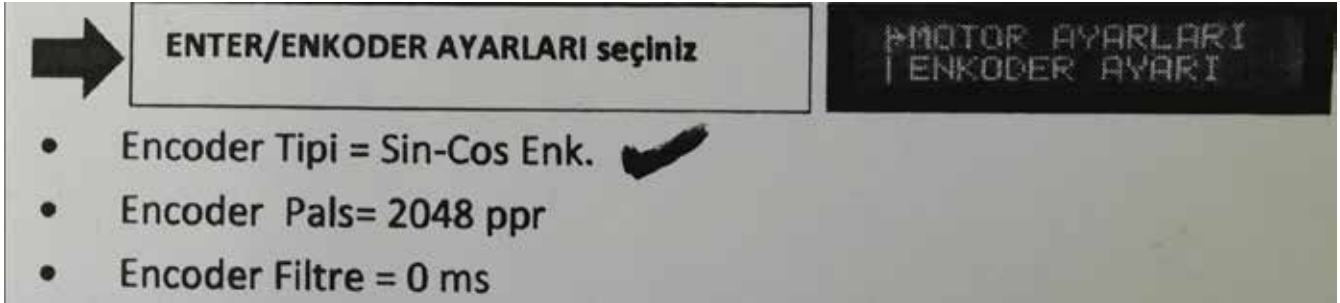 ENTER/ENKODER AYARLARI seçiniz
MOTOR AYARLARI
ENKODER AYARI
• Encoder Tipi = Sin-Cos Enk.
• Encoder Pals= 2048 ppr
• Encoder Filtre = 0 ms